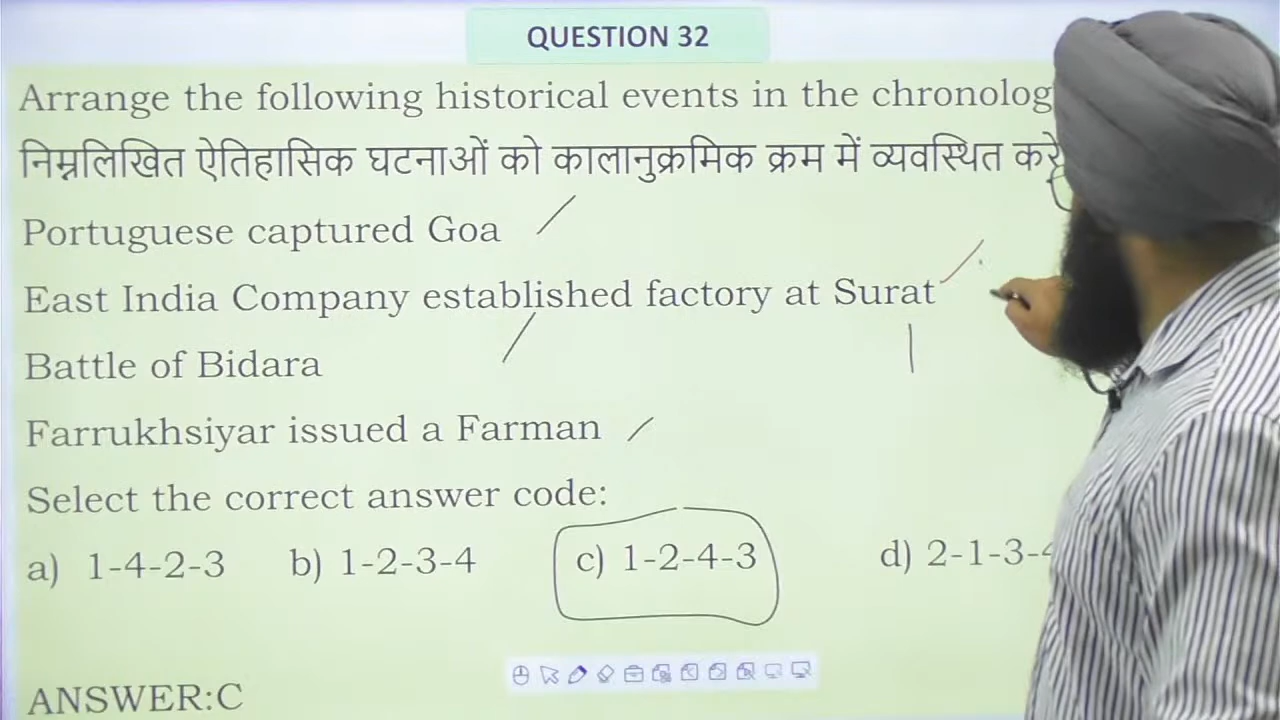 QUESTION 32
Arrange the following historical events in the chronolog
निम्नलिखित ऐतिहासिक घटनाओं को कालानुक्रमिक क्रम में व्यवस्थित करे
Portuguese captured Goa
East India Company established factory at Surat
Battle of Bidara
Farrukhsiyar issued a Farman
Select the correct answer code:
a) 1-4-2-3 b) 1-2-3-4 c) 1-2-4-3 d) 2-1-3-4
ANSWER:C